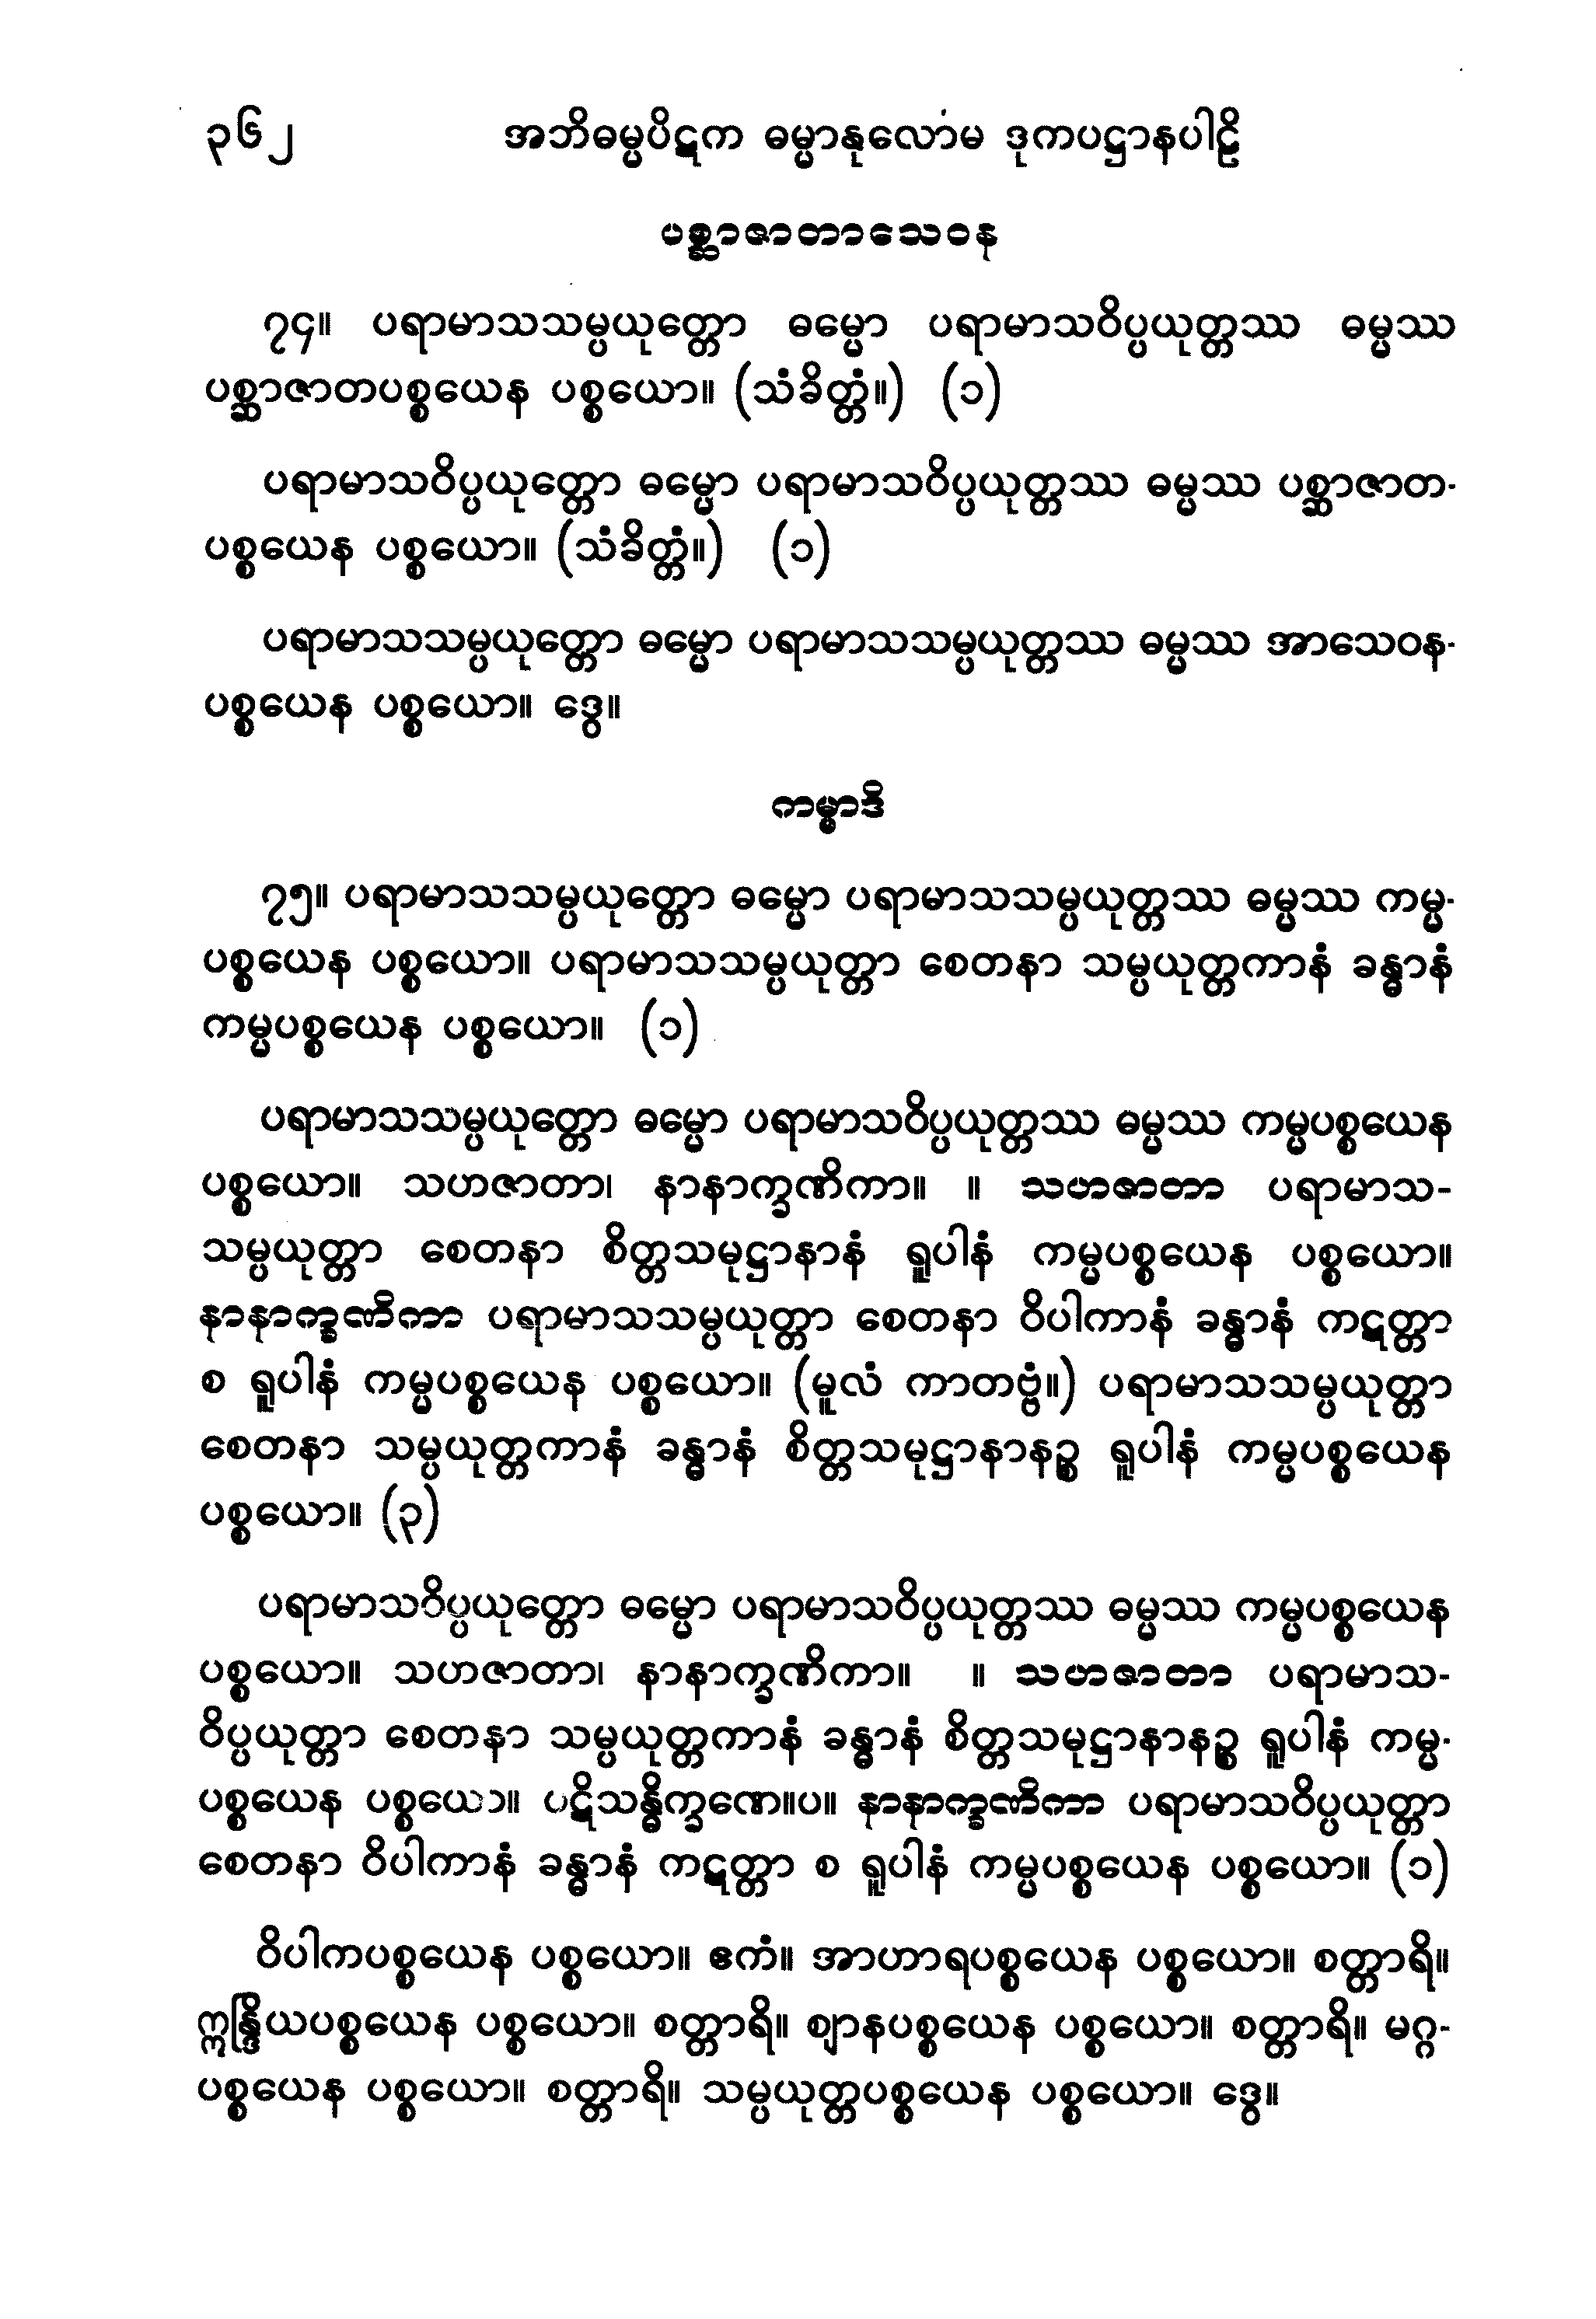 ၃၆၂ အဘိဓမ္မပိဋက ဓမ္မာနုလောမ ဒုကပဋ္ဌာနပါဠိ
ပစ္ဆာဇာတာသေဝန
၇၄။ ပရာမာသသမ္ပယုတ္တော ဓမ္မော ပရာမာသဝိပ္ပယုတ္တဿ ဓမ္မဿ
ပစ္ဆာဇာတပစ္စယေန ပစ္စယော။ (သံခိတ္တံ။) (၁)
ပရာမာသဝိပ္ပယုတ္တော ဓမ္မော ပရာမာသဝိပ္ပယုတ္တဿ ဓမ္မဿ ပစ္ဆာဇာတ-
ပစ္စယေန ပစ္စယော။ (သံခိတ္တံ။) (၁)
ပရာမာသသမ္ပယုတ္တော ဓမ္မော ပရာမာသသမ္ပယုတ္တဿ ဓမ္မဿ အာသေဝန-
ပစ္စယေန ပစ္စယော။ ဒွေ။
ကမ္မာဒိ
၇၅။ ပရာမာသသမ္ပယုတ္တော ဓမ္မော ပရာမာသသမ္ပယုတ္တဿ ဓမ္မဿ ကမ္မ-
ပစ္စယေန ပစ္စယော။ ပရာမာသသမ္ပယုတ္တာ စေတနာ သမ္ပယုတ္တကာနံ ခန္ဓာနံ
ကမ္မပစ္စယေန ပစ္စယော။ (၁)
ပရာမာသသမ္ပယုတ္တော ဓမ္မော ပရာမာသဝိပ္ပယုတ္တဿ ဓမ္မဿ ကမ္မပစ္စယေန
ပစ္စယော။ သဟဇာတာ၊ နာနာက္ခဏိကာ။ ။ သဟဇာတာ ပရာမာသ-
သမ္ပယုတ္တာ စေတနာ စိတ္တသမုဋ္ဌာနာနံ ရူပါနံ ကမ္မပစ္စယေန ပစ္စယော။
နာနာက္ခဏိကာ ပရာမာသသမ္ပယုတ္တာ စေတနာ ဝိပါကာနံ ခန္ဓာနံ ကဋတ္တာ
စ ရူပါနံ ကမ္မပစ္စယေန ပစ္စယော။ (မူလံ ကာတဗ္ဗံ။) ပရာမာသသမ္ပယုတ္တာ
စေတနာ သမ္ပယုတ္တကာနံ ခန္ဓာနံ စိတ္တသမုဋ္ဌာနာနဉ္စ ရူပါနံ ကမ္မပစ္စယေန
ပစ္စယော။ (၃)
ပရာမာသဝိပ္ပယုတ္တော ဓမ္မော ပရာမာသဝိပ္ပယုတ္တဿ ဓမ္မဿ ကမ္မပစ္စယေန
ပစ္စယော။ သဟဇာတာ၊ နာနာက္ခဏိကာ။ ။ သဟဇာတာ ပရာမာသ-
ဝိပ္ပယုတ္တာ စေတနာ သမ္ပယုတ္တကာနံ ခန္ဓာနံ စိတ္တသမုဋ္ဌာနာနဉ္စ ရူပါနံ ကမ္မ-
ပစ္စယေန ပစ္စယော။ ပဋိသန္ဓိက္ခဏေ။ပ။ နာနာက္ခဏိကာ ပရာမာသဝိပ္ပယုတ္တာ
စေတနာ ဝိပါကာနံ ခန္ဓာနံ ကဋတ္တာ စ ရူပါနံ ကမ္မပစ္စယေန ပစ္စယော။ (၁)
ဝိပါကပစ္စယေန ပစ္စယော။ ဧကံ။ အာဟာရပစ္စယေန ပစ္စယော။ စတ္တာရိ။
ဣန္ဒြိယပစ္စယေန ပစ္စယော။ စတ္တာရိ။ ဈာနပစ္စယေန ပစ္စယော။ စတ္တာရိ။ မဂ္ဂ-
ပစ္စယေန ပစ္စယော။ စတ္တာရိ။ သမ္ပယုတ္တပစ္စယေန ပစ္စယော။ ဒွေ။